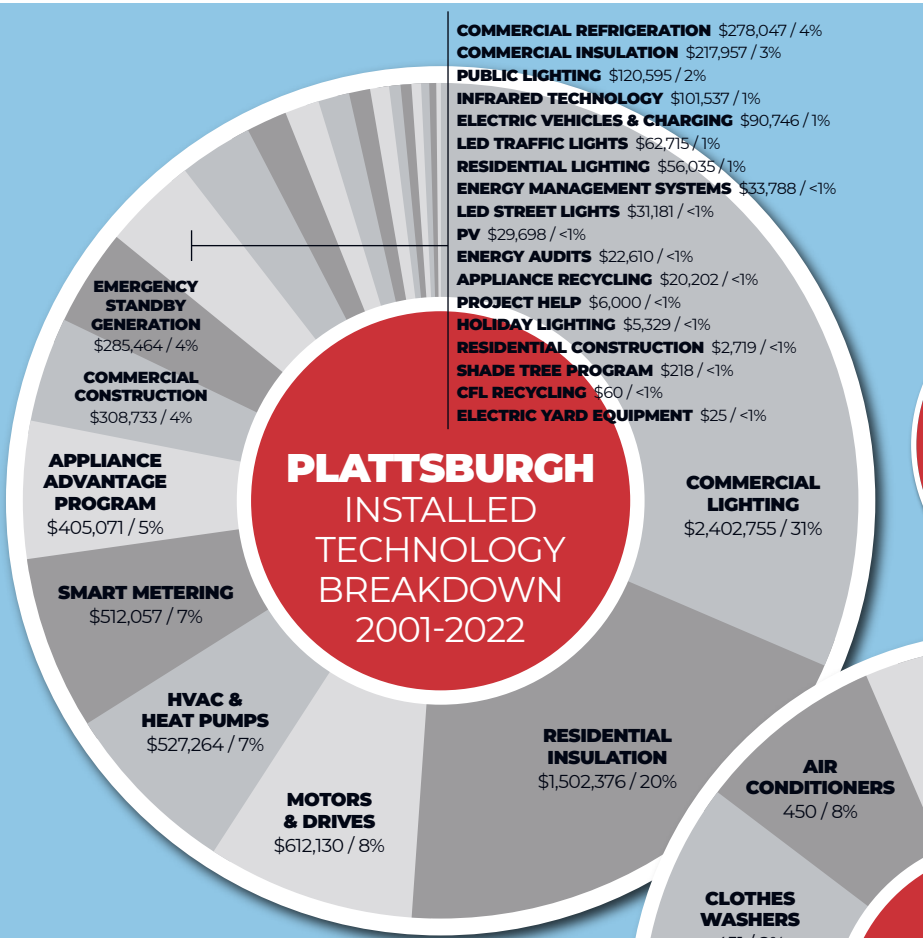 COMMERCIAL REFRIGERATION $278,047 / 4%
COMMERCIAL INSULATION $217,957 / 3%
PUBLIC LIGHTING $120,595 / 2%
INFRARED TECHNOLOGY $101,537 / 1%
ELECTRIC VEHICLES & CHARGING $90,746 / 1%
LED TRAFFIC LIGHTS $62,715 / 1%
RESIDENTIAL LIGHTING $56,035 / 1%
ENERGY MANAGEMENT SYSTEMS $33,788 / <1%
LED STREET LIGHTS $31,181 / <1%
PV $29,698 / <1%
ENERGY AUDITS $22,610 / <1%
APPLIANCE RECYCLING $20,202 / <1%
PROJECT HELP $6,000 / <1%
HOLIDAY LIGHTING $5,329 / <1%
RESIDENTIAL CONSTRUCTION $2,719 / <1%
SHADE TREE PROGRAM $218 / <1%
CFL RECYCLING $60 / <1%
ELECTRIC YARD EQUIPMENT $25 / <1%
EMERGENCY
STANDBY
GENERATION
$285,464 / 4%
COMMERCIAL
CONSTRUCTION
$308,733 / 4%
APPLIANCE
ADVANTAGE
PROGRAM
$405,071 / 5%
SMART METERING
$512,057 / 7%
HVAC &
HEAT PUMPS
$527,264 / 7%
MOTORS
& DRIVES
$612,130 / 8%
RESIDENTIAL
INSULATION
$1,502,376 / 20%
COMMERCIAL
LIGHTING
$2,402,755 / 31%
PLATTSBURGH
INSTALLED
TECHNOLOGY
BREAKDOWN
2001-2022
AIR
CONDITIONERS
450 / 8%
CLOTHES
WASHERS